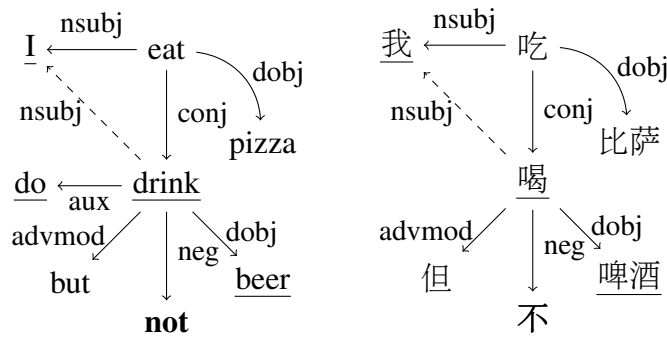 nsubj
I eat
dobj
nsubj conj
pizza
do drink
aux
advmod neg dobj
but beer
not
nsubj
我 吃
dobj
nsubj conj
比萨
喝
advmod neg dobj
但 啤酒
不